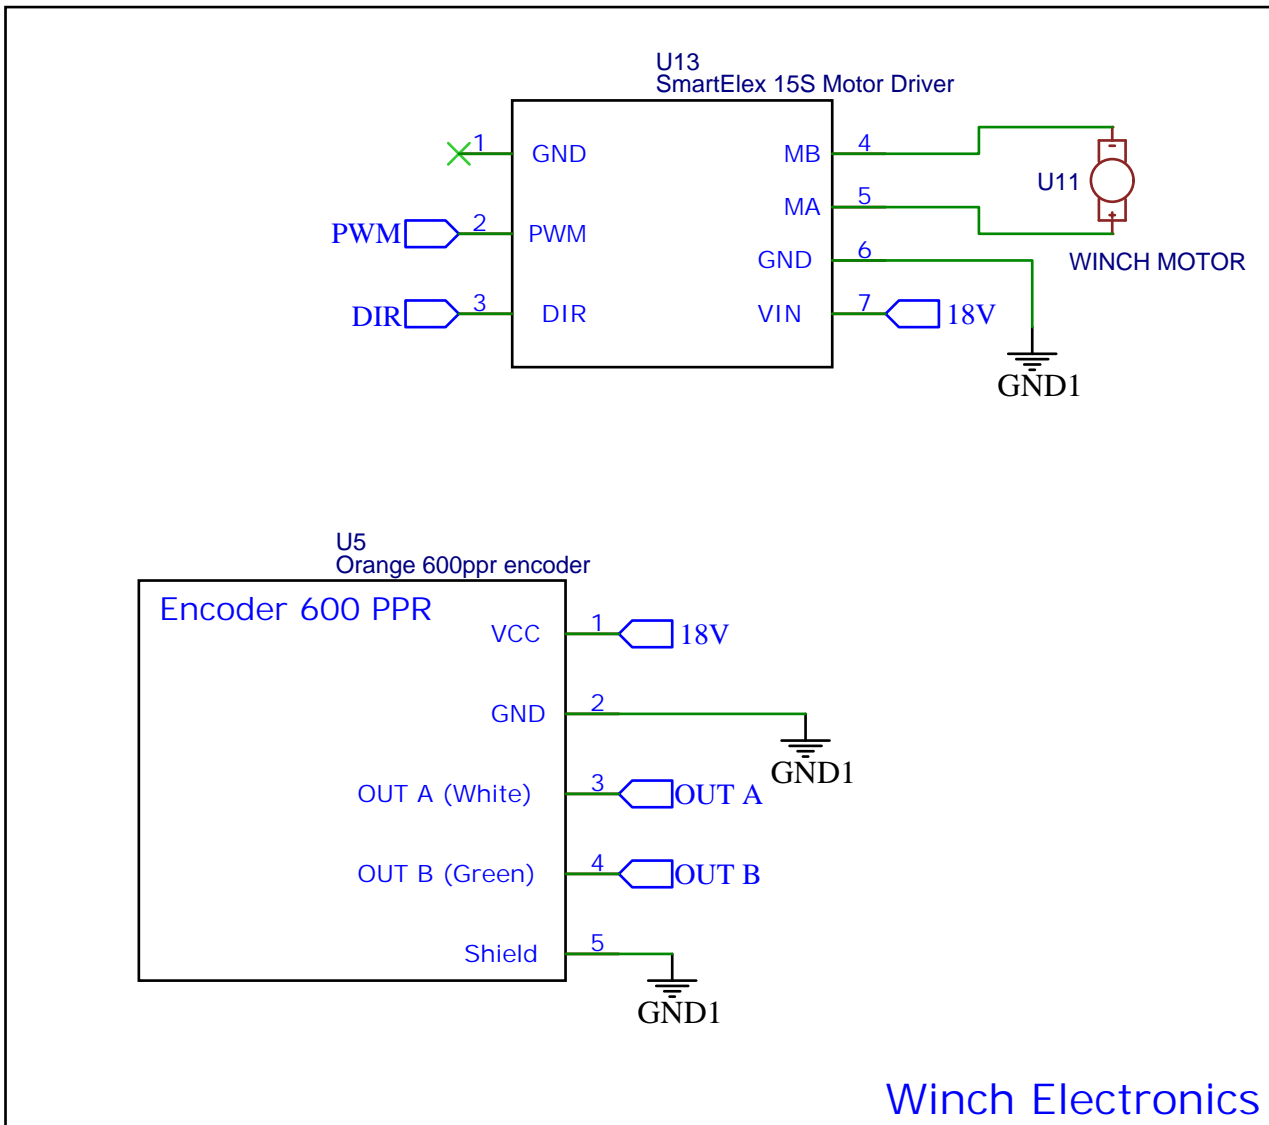 U13
SmartElex 15S Motor Driver
1 GND
PWM 2 PWM
DIR 3 DIR
MB 4
MA 5
GND 6
VIN 7 18V
GND1
-
U11
+
WINCH MOTOR
U5
Orange 600ppr encoder
Encoder 600 PPR
VCC 1 18V
GND 2
GND1
OUT A (White) 3 OUT A
OUT B (Green) 4 OUT B
Shield 5
GND1
Winch Electronics